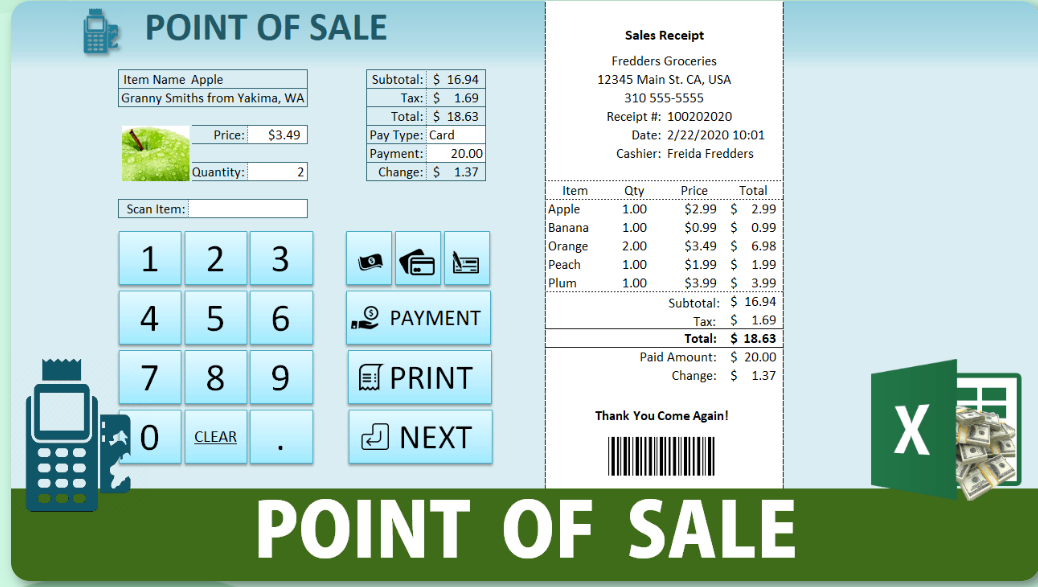 POINT OF SALE
Item Name Apple
Granny Smiths from Yakima, WA
Price: $3.49
Quantity: 2
Scan Item:
Subtotal: $ 16.94
Tax: $ 1.69
Total: $ 18.63
Pay Type: Card
Payment: 20.00
Change: $ 1.37
1 2 3
4 5 6
7 8 9
0 CLEAR .
PAYMENT
PRINT
NEXT
Sales Receipt
Fredders Groceries
12345 Main St. CA, USA
310 555-5555
Receipt #: 100202020
Date: 2/22/2020 10:01
Cashier: Freida Fredders
Item Qty Price Total
Apple 1.00 $2.99 $ 2.99
Banana 1.00 $0.99 $ 0.99
Orange 2.00 $3.49 $ 6.98
Peach 1.00 $1.99 $ 1.99
Plum 1.00 $3.99 $ 3.99
Subtotal: $ 16.94
Tax: $ 1.69
Total: $ 18.63
Paid Amount: $ 20.00
Change: $ 1.37
Thank You Come Again!
X
POINT OF SALE